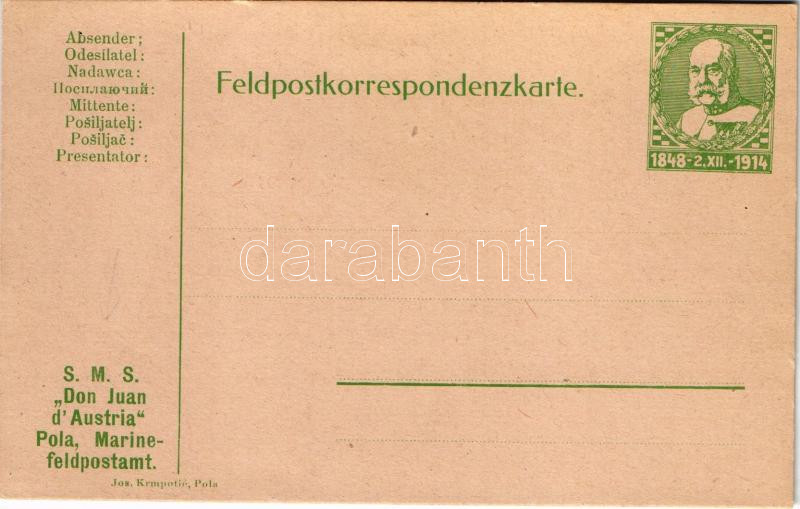 Absender:
Odesilatel:
Nadawca:
Посилаючий:
Mittente:
Pošiljatelj:
Pošiljač:
Presentator:
Feldpostkorrespondenzkarte.
1848-2.XII.-1914
darabanth
S. M. S.
„Don Juan
d'Austria“
Pola, Marine-
feldpostamt.
Jos. Krmpotić, Pola